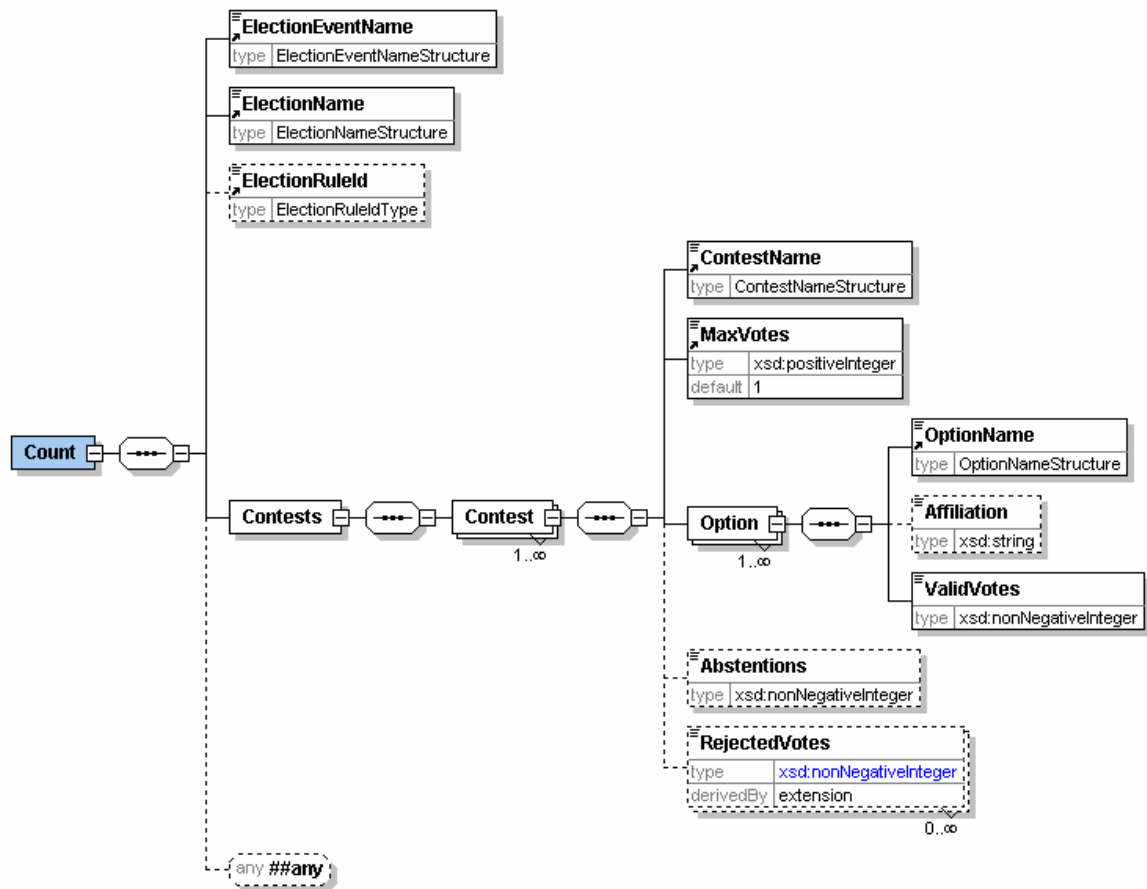 ElectionEventName
type ElectionEventNameStructure
ElectionName
type ElectionNameStructure
ElectionRuleId
type ElectionRuleIdType
ContestName
type ContestNameStructure
MaxVotes
type xsd:positiveInteger
default 1
Count
OptionName
type OptionNameStructure
Contests
Contest
1..∞
Option
1..∞
Affiliation
type xsd:string
ValidVotes
type xsd:nonNegativeInteger
Abstentions
type xsd:nonNegativeInteger
RejectedVotes
type xsd:nonNegativeInteger
derivedBy extension
0..∞
any ##any